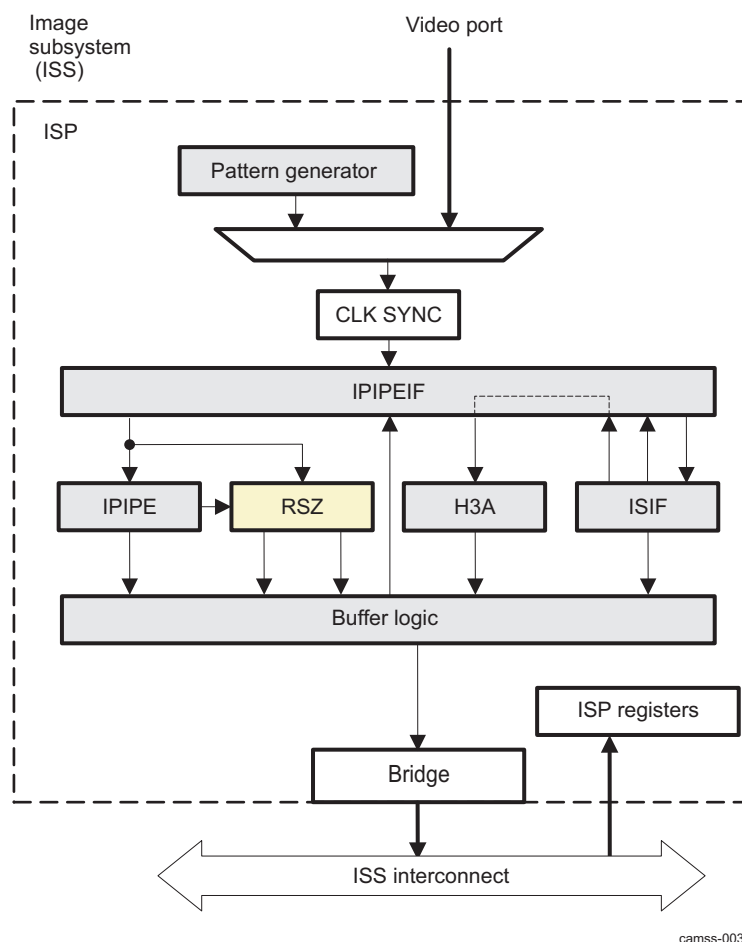 Image
subsystem
(ISS)
Video port
ISP
Pattern generator
CLK SYNC
IPIPEIF
IPIPE
RSZ
H3A
ISIF
Buffer logic
ISP registers
Bridge
ISS interconnect
camss-003